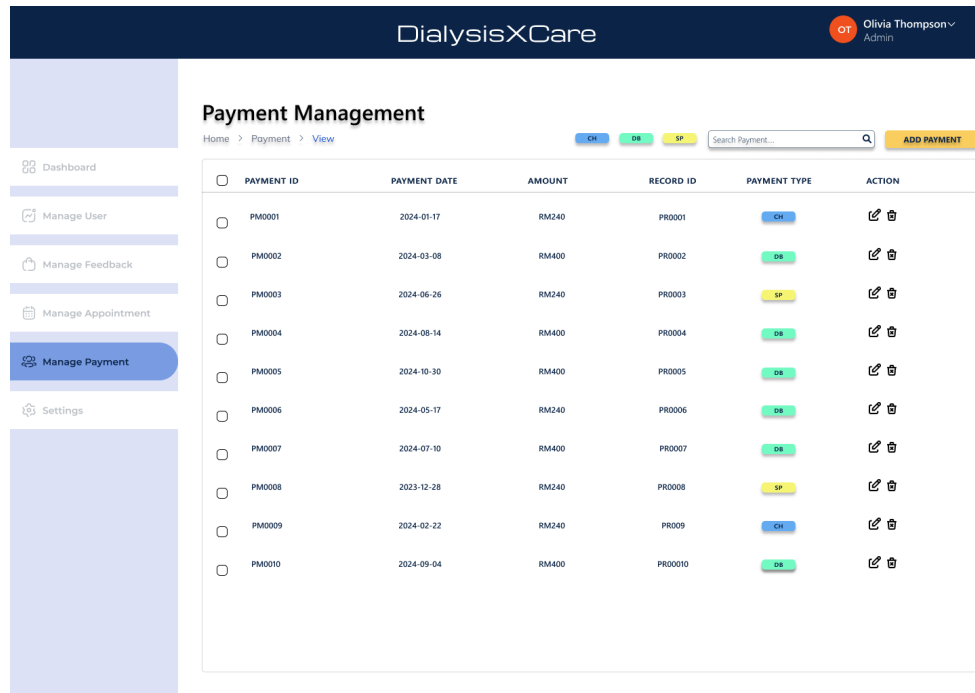 DialysisXCare
OT
Olivia Thompson
Admin
Payment Management
Home > Payment > View
CH DB SP Search Payment... ADD PAYMENT
Dashboard
Manage User
Manage Feedback
Manage Appointment
Manage Payment
Settings
PAYMENT ID PAYMENT DATE AMOUNT RECORD ID PAYMENT TYPE ACTION
PM0001 2024-01-17 RM240 PR0001 CH
PM0002 2024-03-08 RM400 PR0002 DB
PM0003 2024-06-26 RM240 PR0003 SP
PM0004 2024-08-14 RM400 PR0004 DB
PM0005 2024-10-30 RM400 PR0005 DB
PM0006 2024-05-17 RM240 PR0006 DB
PM0007 2024-07-10 RM400 PR0007 DB
PM0008 2023-12-28 RM240 PR0008 SP
PM0009 2024-02-22 RM240 PR009 CH
PM0010 2024-09-04 RM400 PR00010 DB